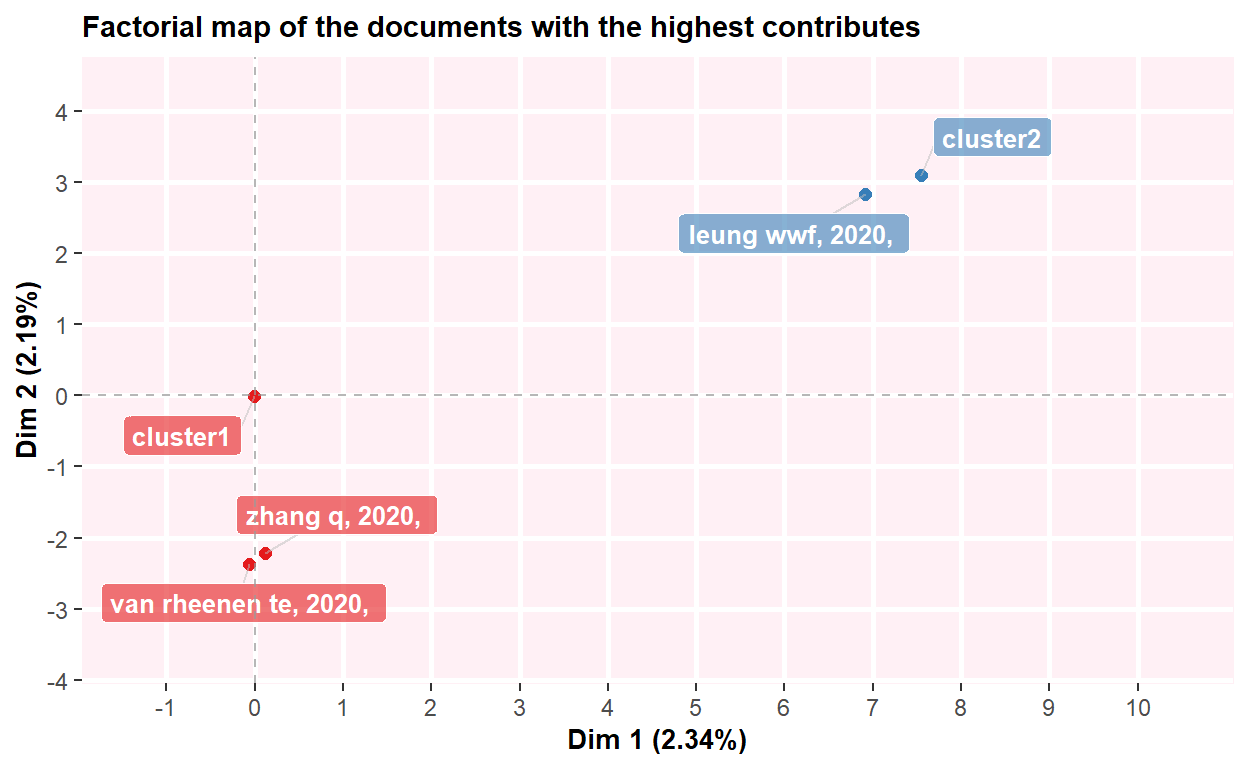 Factorial map of the documents with the highest contributes
Dim 2 (2.19%)
4
3
2
1
0
-1
-2
-3
-4
cluster2
leung wwf, 2020,
cluster1
zhang q, 2020,
van rheenen te, 2020,
-1 0 1 2 3 4 5 6 7 8 9 10
Dim 1 (2.34%)